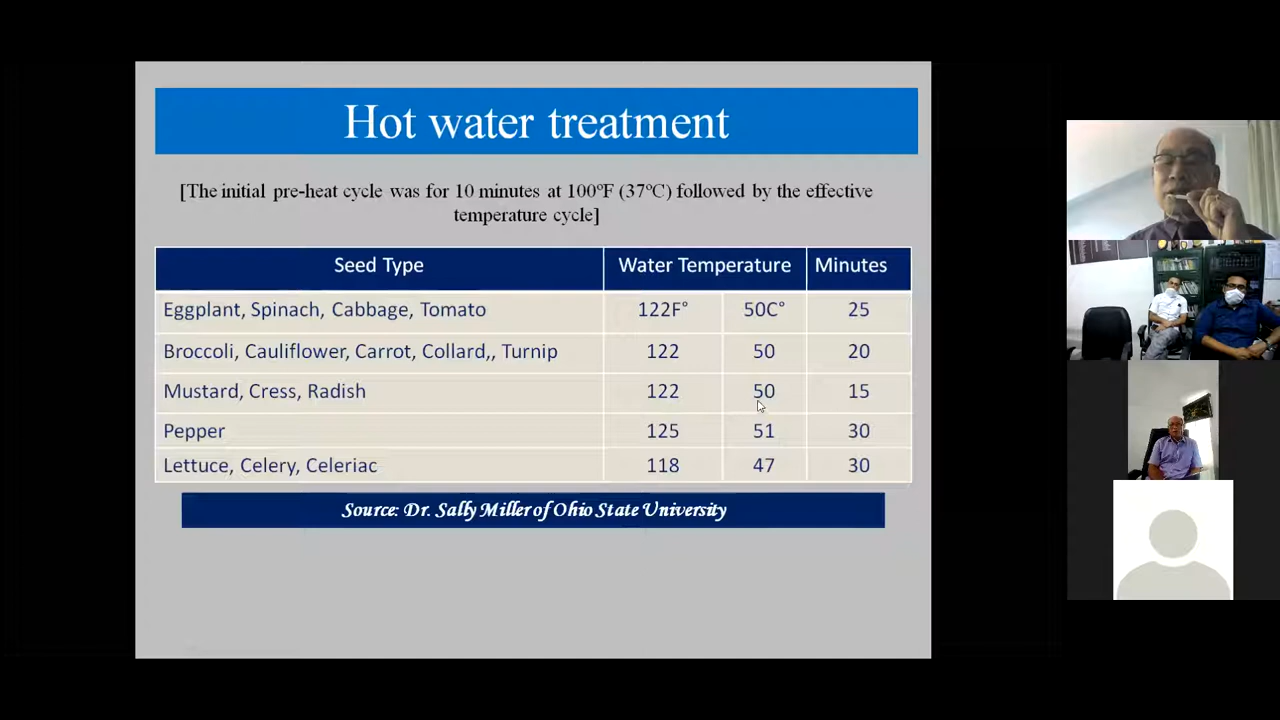 Hot water treatment
[The initial pre-heat cycle was for 10 minutes at 100°F (37°C) followed by the effective
temperature cycle]
Seed Type Water Temperature Minutes
Eggplant, Spinach, Cabbage, Tomato 122F° 50C° 25
Broccoli, Cauliflower, Carrot, Collard,, Turnip 122 50 20
Mustard, Cress, Radish 122 50 15
Pepper 125 51 30
Lettuce, Celery, Celeriac 118 47 30
Source: Dr. Sally Miller of Ohio State University